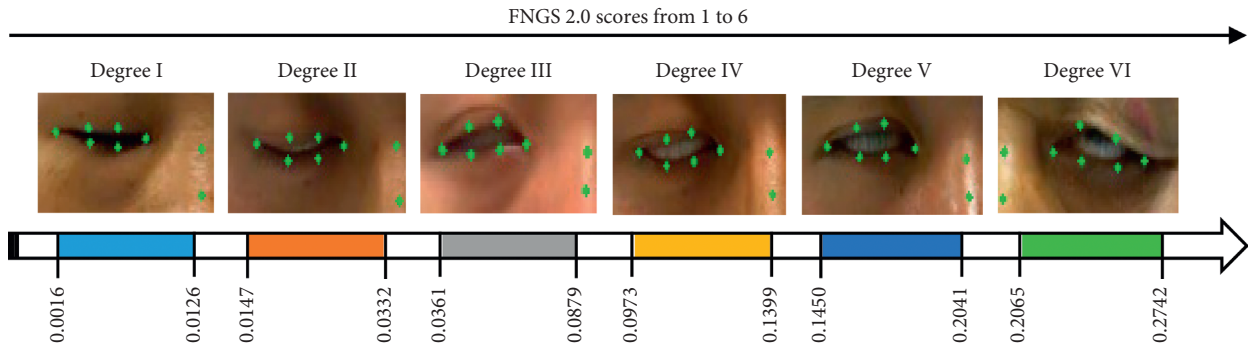 FNGS 2.0 scores from 1 to 6
Degree I
Degree II
Degree III
Degree IV
Degree V
Degree VI
0.0016
0.0126
0.0147
0.0332
0.0361
0.0879
0.0973
0.1399
0.1450
0.2041
0.2065
0.2742